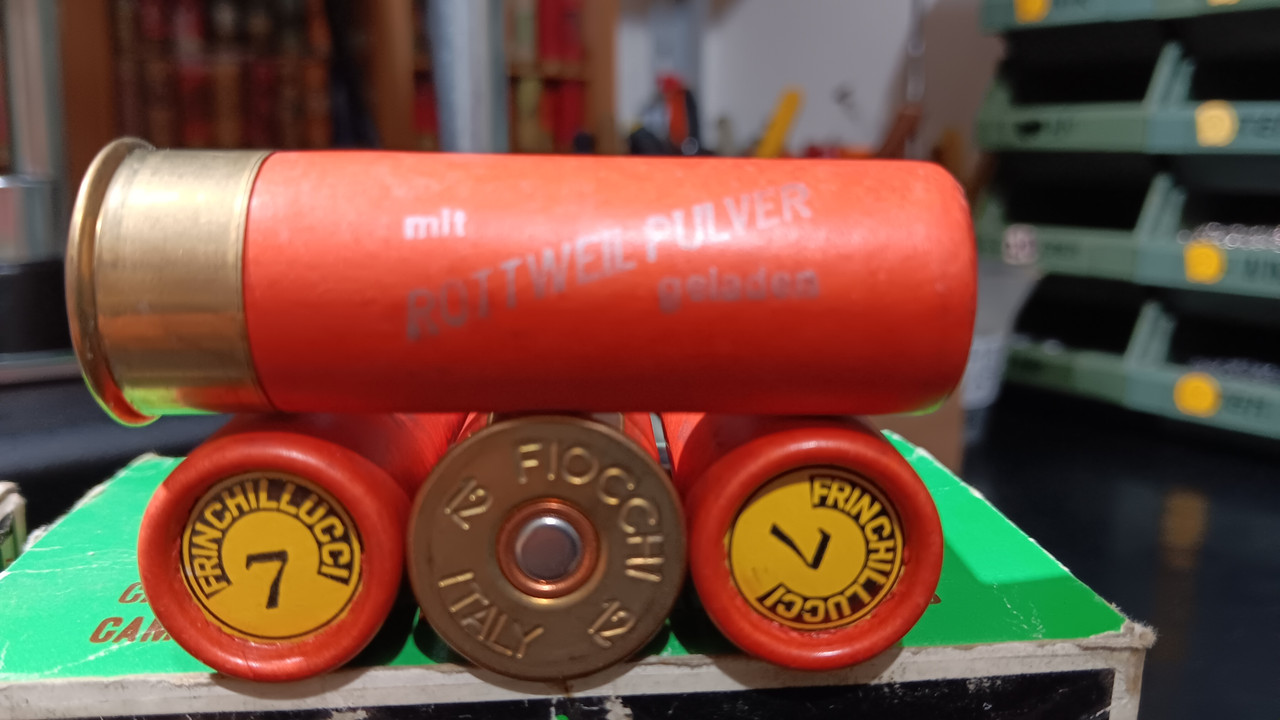 mit
ROTTWEIL PULVER
geladen
FRINCHILLUCCI
7
12 FIOCCHI 12 ITALY
FRINCHILLUCCI
7